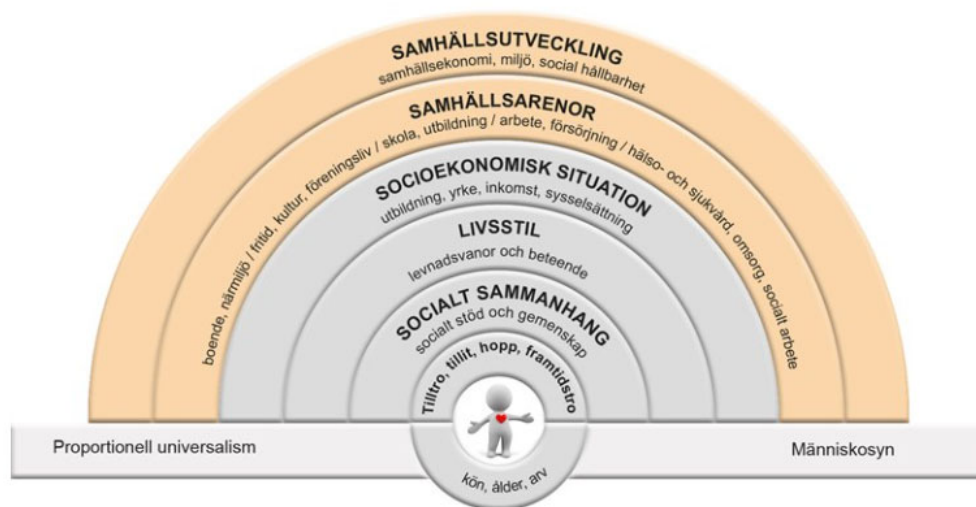 SAMHÄLLSUTVECKLING
samhällsekonomi, miljö, social hållbarhet
SAMHÄLLSARENOR
boende, närmiljö / fritid, kultur, föreningsliv / skola, utbildning / arbete, försörjning / hälso- och sjukvård, omsorg, socialt arbete
SOCIOEKONOMISK SITUATION
utbildning, yrke, inkomst, sysselsättning
LIVSSTIL
levnadsvanor och beteende
SOCIALT SAMMANHANG
socialt stöd och gemenskap
Tilltro, tillit, hopp, framtidstro
Proportionell universalism
Människosyn
kön, ålder, arv